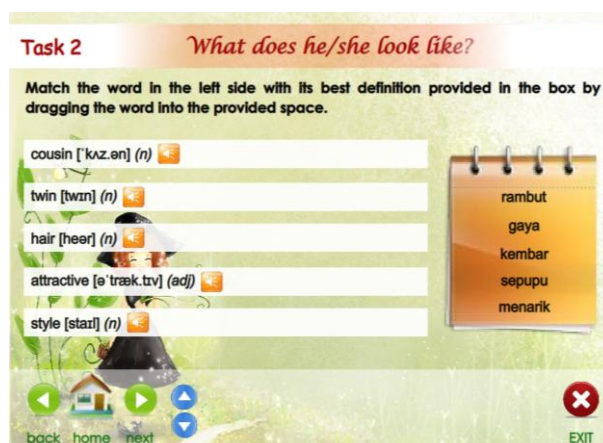 Task 2
What does he/she look like?
Match the word in the left side with its best definition provided in the box by
dragging the word into the provided space.
cousin [ˈkʌz.ən] (n)
twin [twɪn] (n)
hair [heər] (n)
attractive [əˈtræk.tɪv] (adj)
style [staɪl] (n)
rambut
gaya
kembar
sepupu
menarik
back home next
EXIT